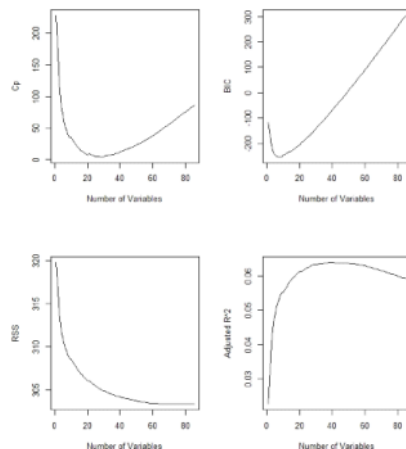 Cp
200
150
100
50
0
0 20 40 60 80
Number of Variables
BIC
300
200
100
0
-100
-200
0 20 40 60 80
Number of Variables
RSS
320
315
310
305
0 20 40 60 80
Number of Variables
Adjusted R^2
0.06
0.05
0.04
0.03
0 20 40 60 80
Number of Variables